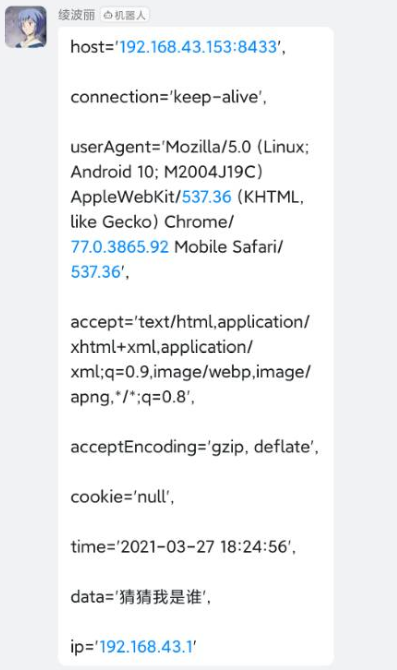 绫波丽 机器人
host='192.168.43.153:8433',
connection='keep-alive',
userAgent='Mozilla/5.0 (Linux;
Android 10; M2004J19C)
AppleWebKit/537.36 (KHTML,
like Gecko) Chrome/
77.0.3865.92 Mobile Safari/
537.36',
accept='text/html,application/
xhtml+xml,application/
xml;q=0.9,image/webp,image/
apng,*/*;q=0.8',
acceptEncoding='gzip, deflate',
cookie='null',
time='2021-03-27 18:24:56',
data='猜猜我是谁',
ip='192.168.43.1'